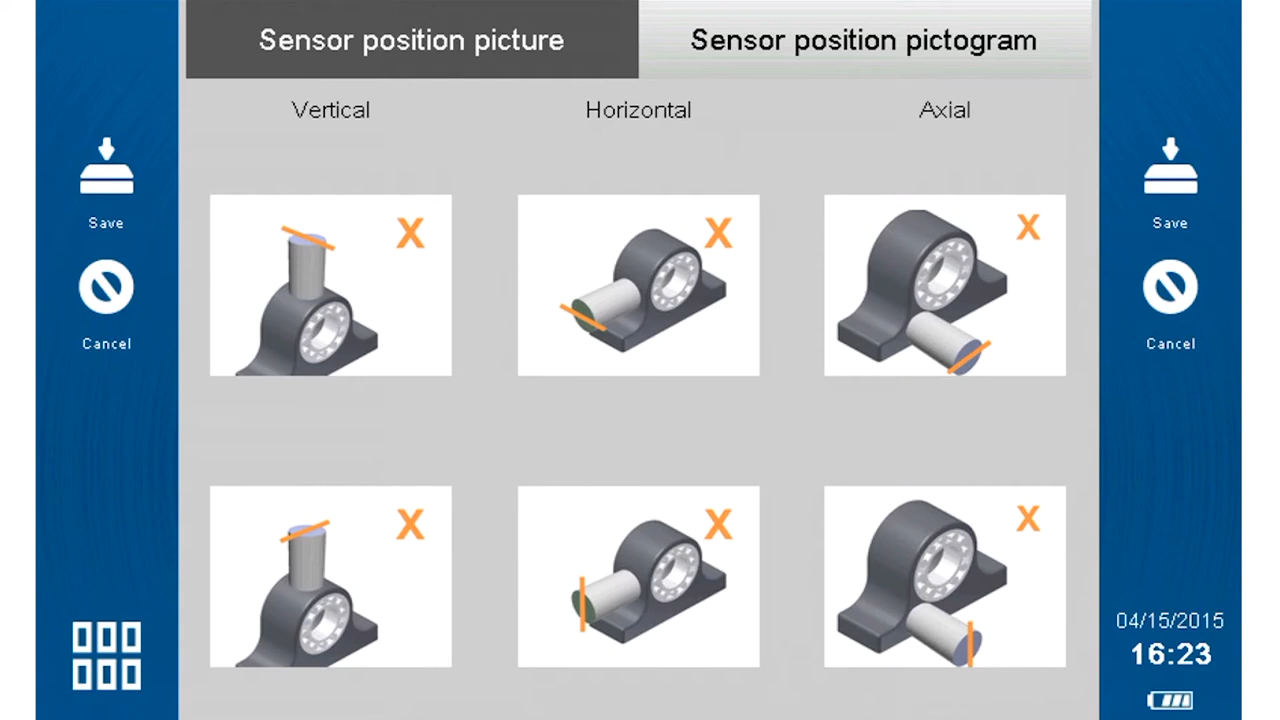 Sensor position picture
Sensor position pictogram
Vertical
Horizontal
Axial
Save
Cancel
X
X
X
Save
Cancel
X
X
X
04/15/2015
16:23